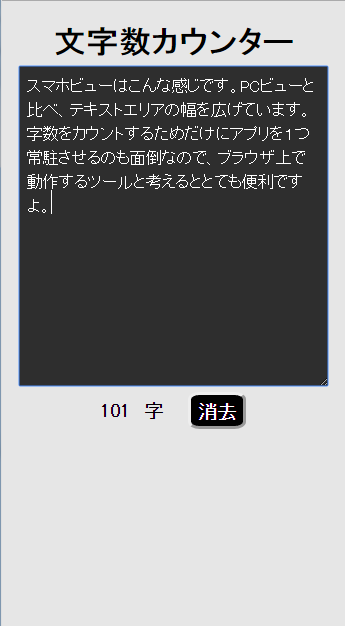 文字数カウンター
スマホビューはこんな感じです。PCビューと
比べ、テキストエリアの幅を広げています。
字数をカウントするためだけにアプリを1つ
常駐させるのも面倒なので、ブラウザ上で
動作するツールと考えるととても便利です
よ。
101 字 消去